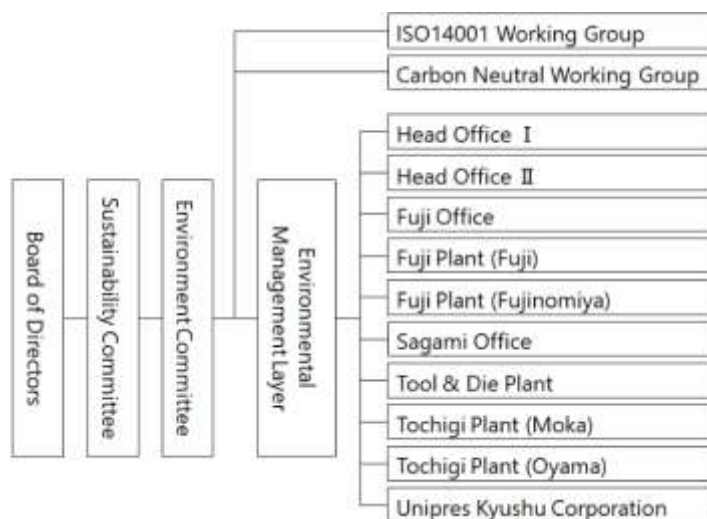 ISO14001 Working Group
Carbon Neutral Working Group
Board of Directors
Sustainability Committee
Environment Committee
Environmental
Management Layer
Head Office Ⅰ
Head Office Ⅱ
Fuji Office
Fuji Plant (Fuji)
Fuji Plant (Fujinomiya)
Sagami Office
Tool & Die Plant
Tochigi Plant (Moka)
Tochigi Plant (Oyama)
Unipres Kyushu Corporation